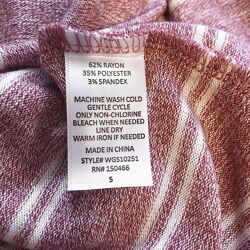 62% RAYON
35% POLYESTER
3% SPANDEX
MACHINE WASH COLD
GENTLE CYCLE
ONLY NON-CHLORINE
BLEACH WHEN NEEDED
LINE DRY
WARM IRON IF NEEDED
MADE IN CHINA
STYLE# WGS10251
RN# 150466
S